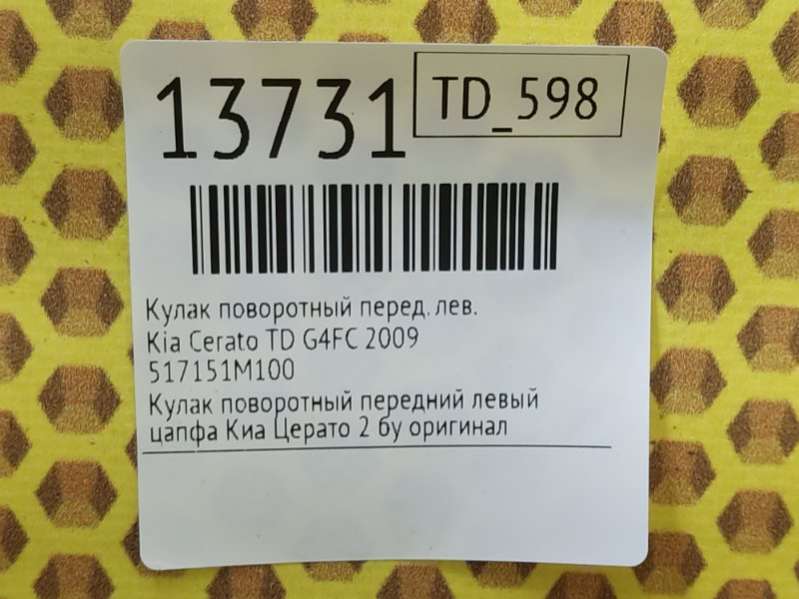 13731
TD_598
Кулак поворотный перед. лев.
Kia Cerato TD G4FC 2009
517151M100
Кулак поворотный передний левый
цапфа Киа Церато 2 бу оригинал